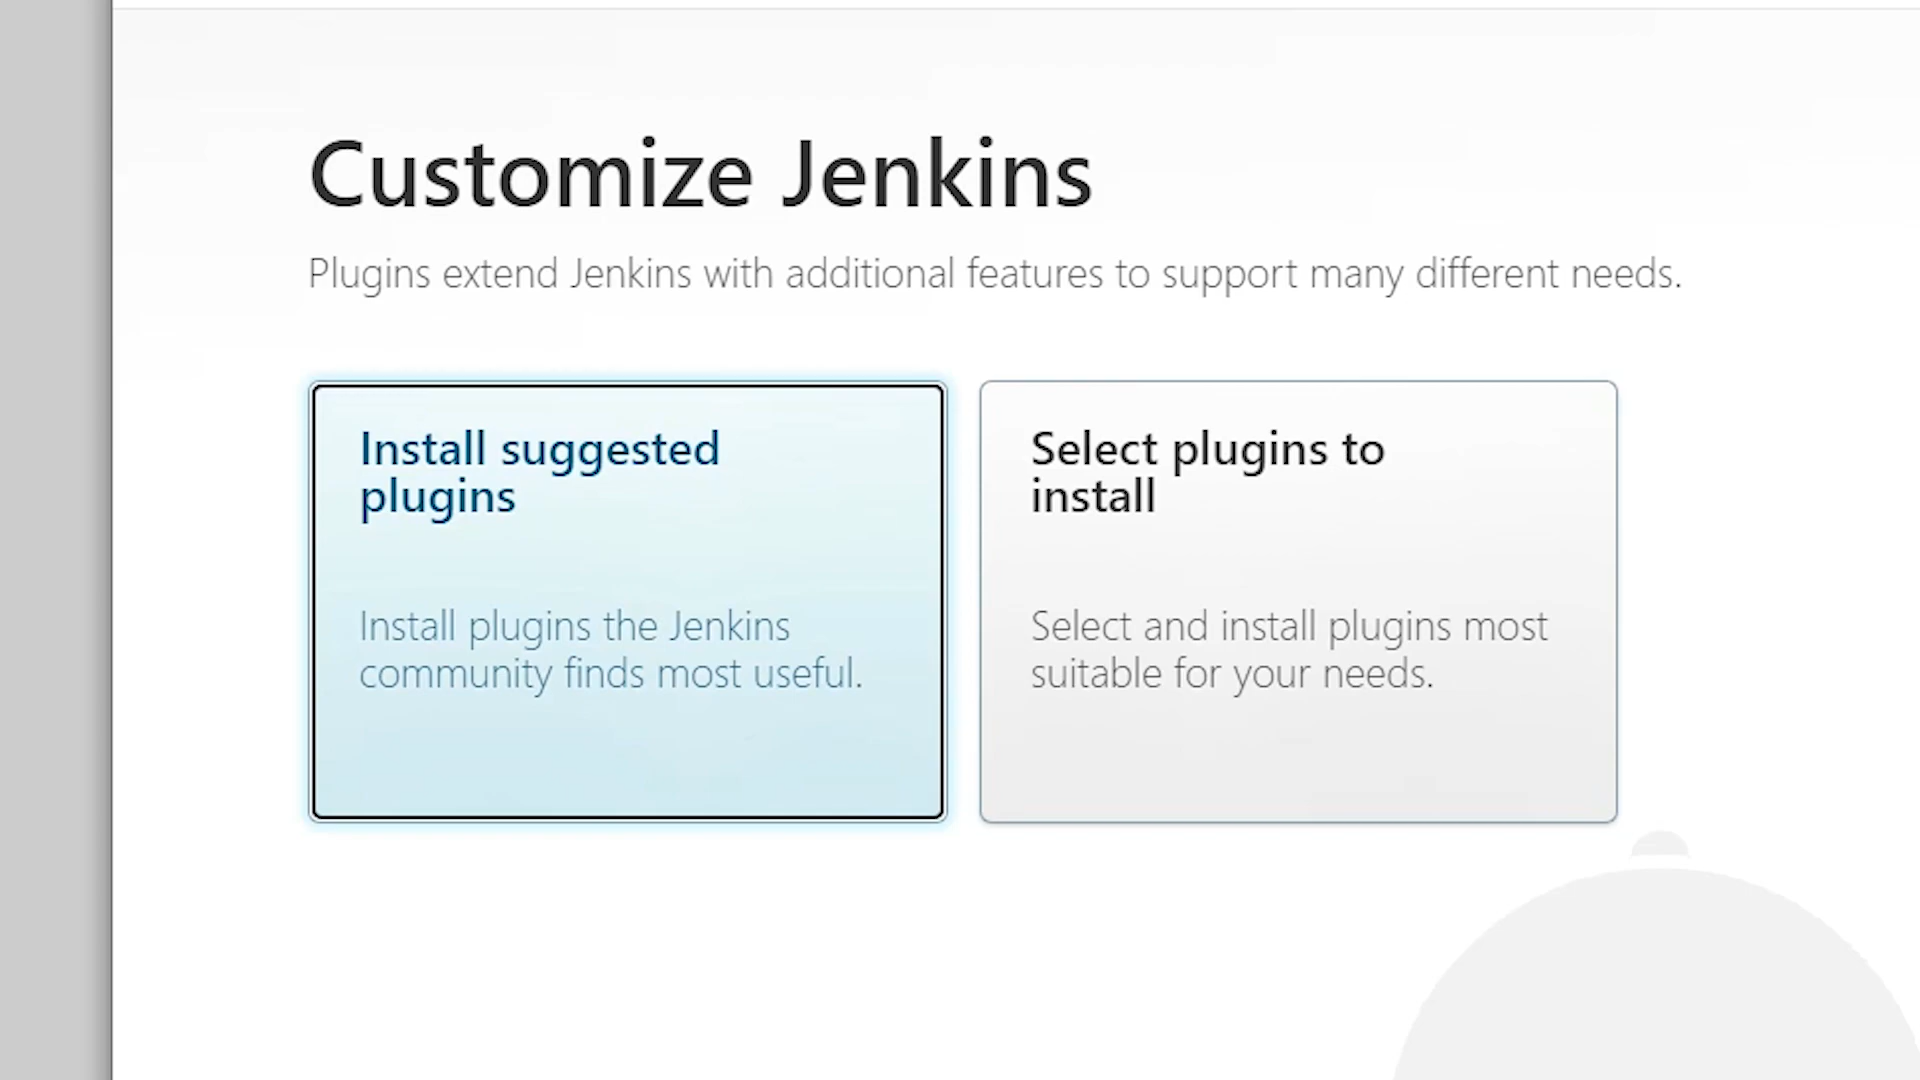 Customize Jenkins
Plugins extend Jenkins with additional features to support many different needs.
Install suggested
plugins
Install plugins the Jenkins
community finds most useful.
Select plugins to
install
Select and install plugins most
suitable for your needs.